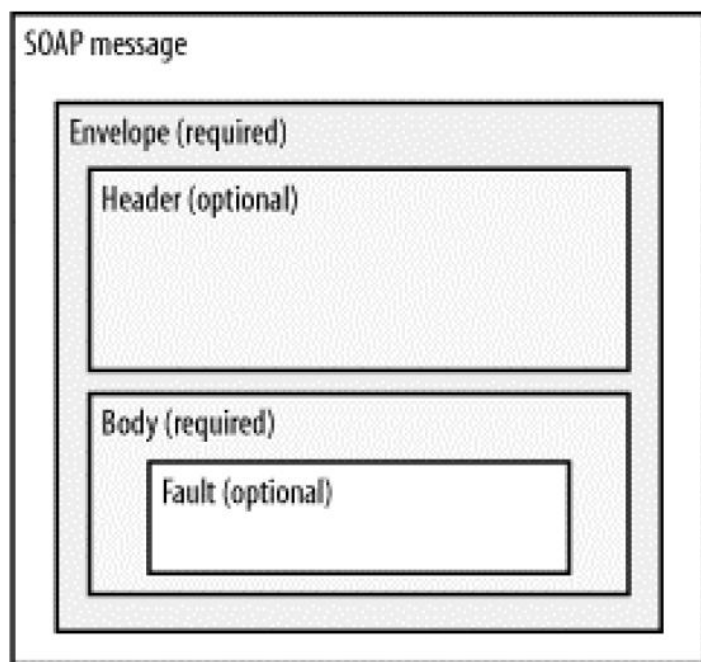 SOAP message
Envelope (required)
Header (optional)
Body (required)
Fault (optional)